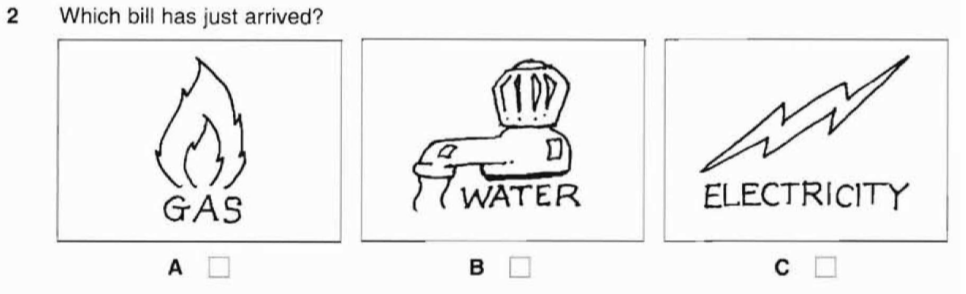 2 Which bill has just arrived?
GAS WATER ELECTRICITY
A B C